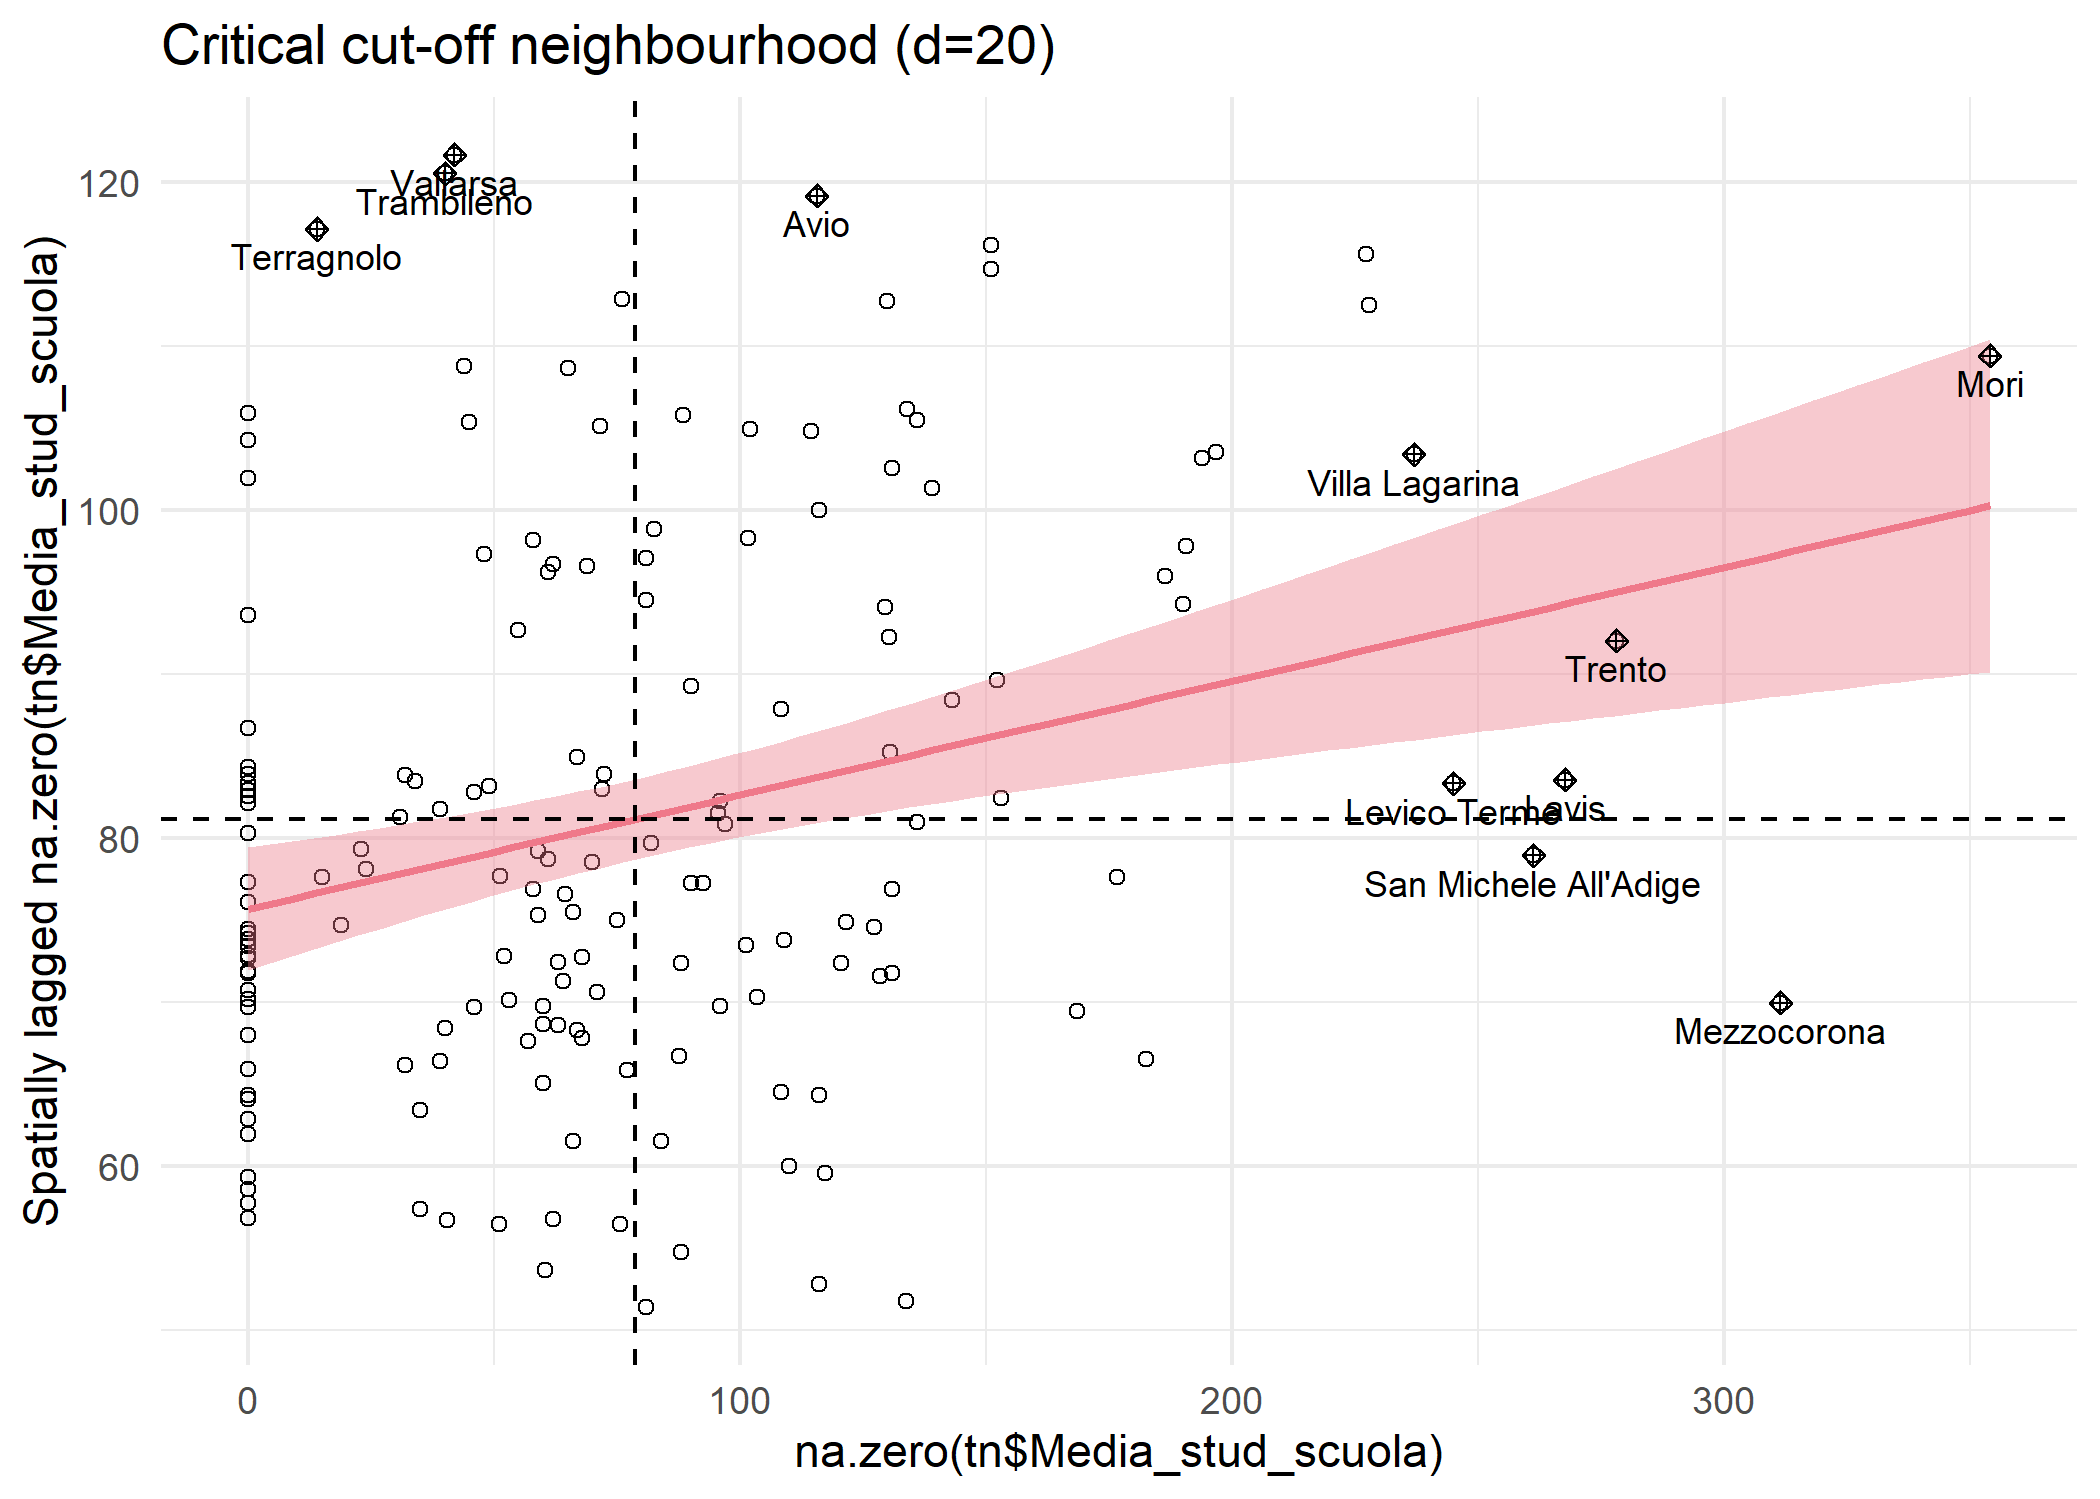 Critical cut-off neighbourhood (d=20)
Spatially lagged na.zero(tn$Media_stud_scuola)
120
100
80
60
Vallarsa
Trambileno
Terragnolo
Avio
Mori
Villa Lagarina
Trento
Levico Terme
Lavis
San Michele All'Adige
Mezzocorona
0 100 200 300
na.zero(tn$Media_stud_scuola)